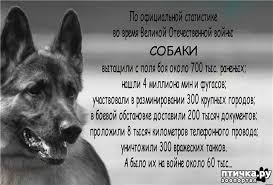 По официальной статистике
во время Великой Отечественной войны
СОБАКИ
вытащили с поля боя около 700 тыс. раненых;
нашли 4 миллиона мин и фугасов;
участвовали в разминировании 300 крупных городов;
в боевой обстановке доставили 200 тысяч документов;
проложили 8 тысяч километров телефонного провода;
уничтожили 300 вражеских танков.
А было их на войне около 60 тыс...
птичка.ру
зоопортал